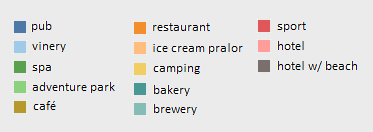 pub
vinery
spa
adventure park
café
restaurant
ice cream pralor
camping
bakery
brewery
sport
hotel
hotel w/ beach